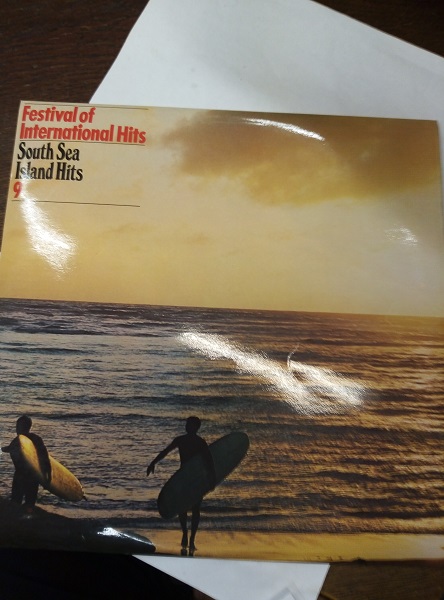 Festival of
International Hits
South Sea
Island Hits
9